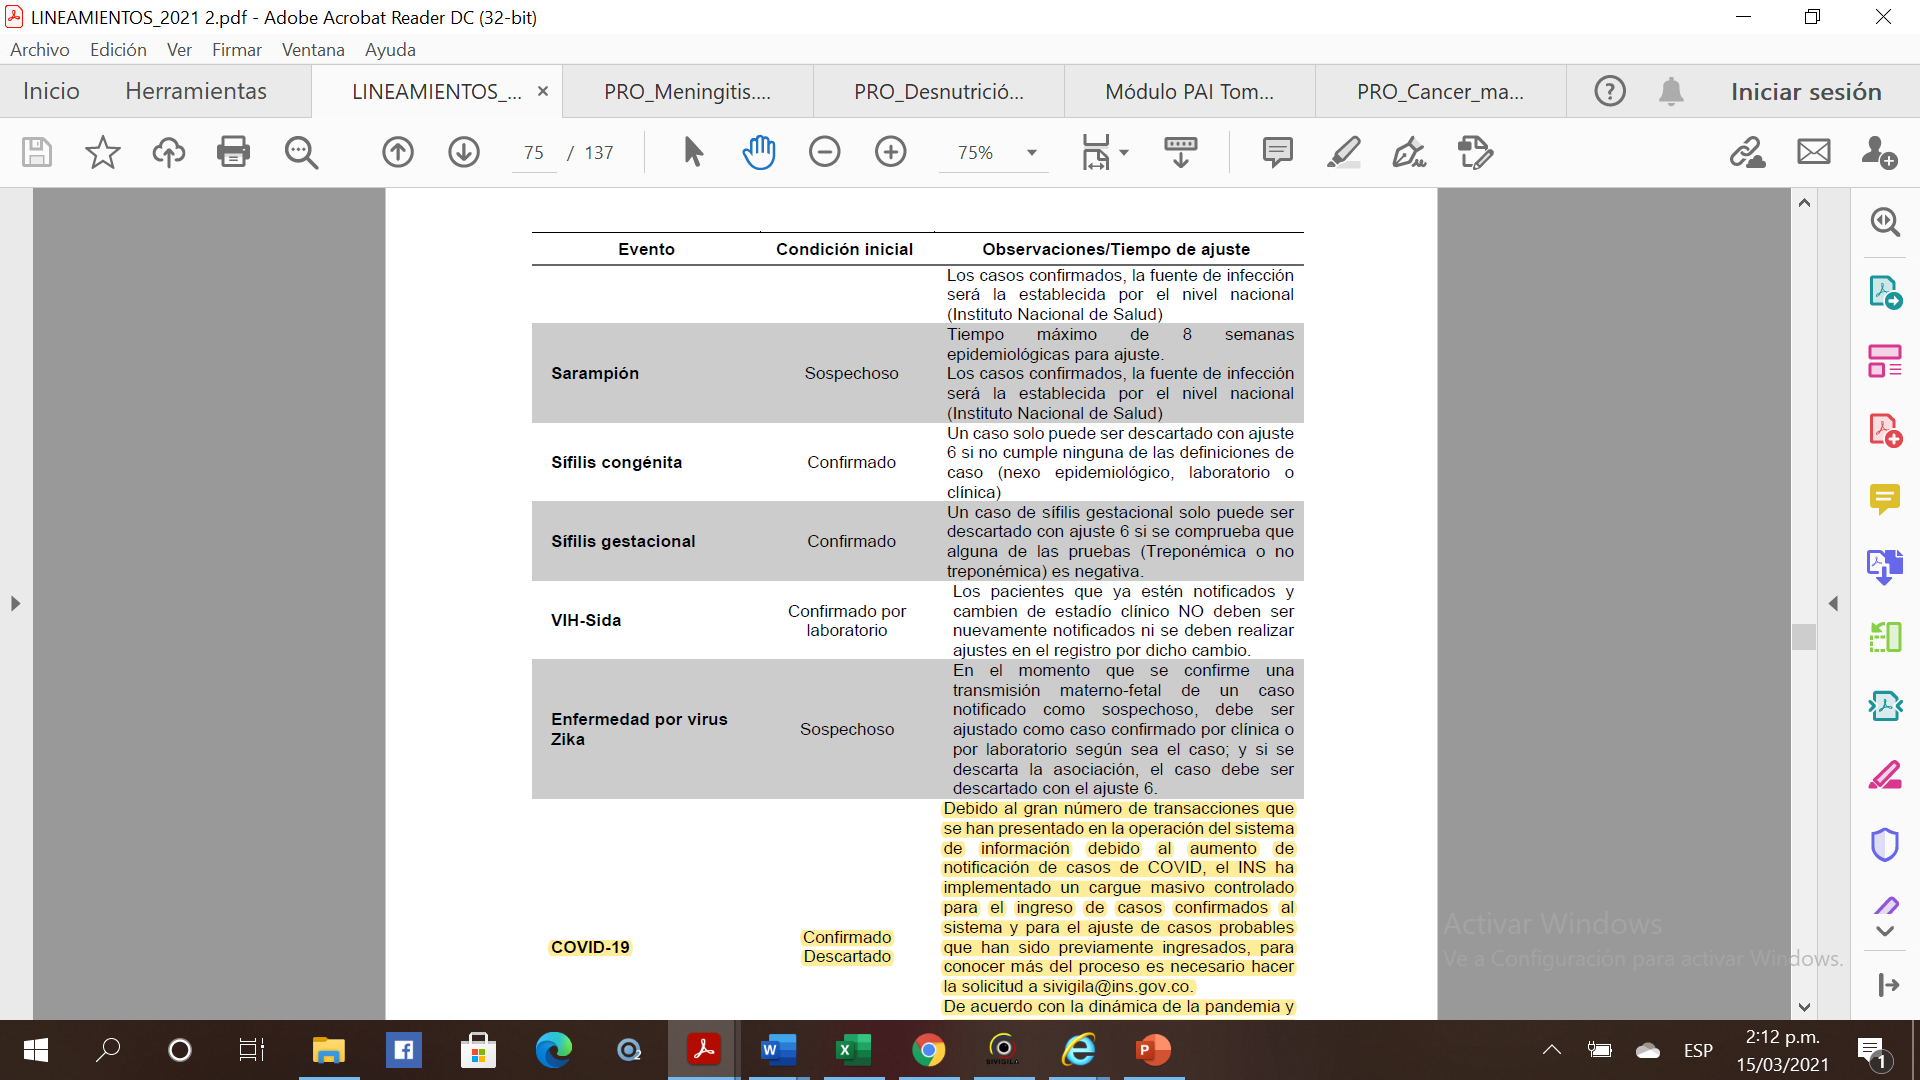 LINEAMIENTOS_2021 2.pdf - Adobe Acrobat Reader DC (32-bit)
Archivo Edición Ver Firmar Ventana Ayuda
Inicio Herramientas LINEAMIENTOS_... PRO_Meningitis.... PRO_Desnutrició... Módulo PAI Tom... PRO_Cancer_ma... Iniciar sesión
75 / 137 75%
Evento Condición inicial Observaciones/Tiempo de ajuste
Los casos confirmados, la fuente de infección
será la establecida por el nivel nacional
(Instituto Nacional de Salud)
Sarampión
Sospechoso
Tiempo máximo de 8 semanas
epidemiológicas para ajuste.
Los casos confirmados, la fuente de infección
será la establecida por el nivel nacional
(Instituto Nacional de Salud)
Sífilis congénita
Confirmado
Un caso solo puede ser descartado con ajuste
6 si no cumple ninguna de las definiciones de
caso (nexo epidemiológico, laboratorio o
clínica)
Sífilis gestacional
Confirmado
Un caso de sífilis gestacional solo puede ser
descartado con ajuste 6 si se comprueba que
alguna de las pruebas (Treponémica o no
treponémica) es negativa.
VIH-Sida
Confirmado por
laboratorio
Los pacientes que ya estén notificados y
cambien de estadío clínico NO deben ser
nuevamente notificados ni se deben realizar
ajustes en el registro por dicho cambio.
Enfermedad por virus
Zika
Sospechoso
En el momento que se confirme una
transmisión materno-fetal de un caso
notificado como sospechoso, debe ser
ajustado como caso confirmado por clínica o
por laboratorio según sea el caso; y si se
descarta la asociación, el caso debe ser
descartado con el ajuste 6.
COVID-19
Confirmado
Descartado
Debido al gran número de transacciones que
se han presentado en la operación del sistema
de información debido al aumento de
notificación de casos de COVID, el INS ha
implementado un cargue masivo controlado
para el ingreso de casos confirmados al
sistema y para el ajuste de casos probables
que han sido previamente ingresados, para
conocer más del proceso es necesario hacer
la solicitud a sivigila@ins.gov.co.
De acuerdo con la dinámica de la pandemia y
Activar Windows
Ve a Configuración para activar Windows.
SIVIGILA
ESP
2:12 p.m.
15/03/2021
1